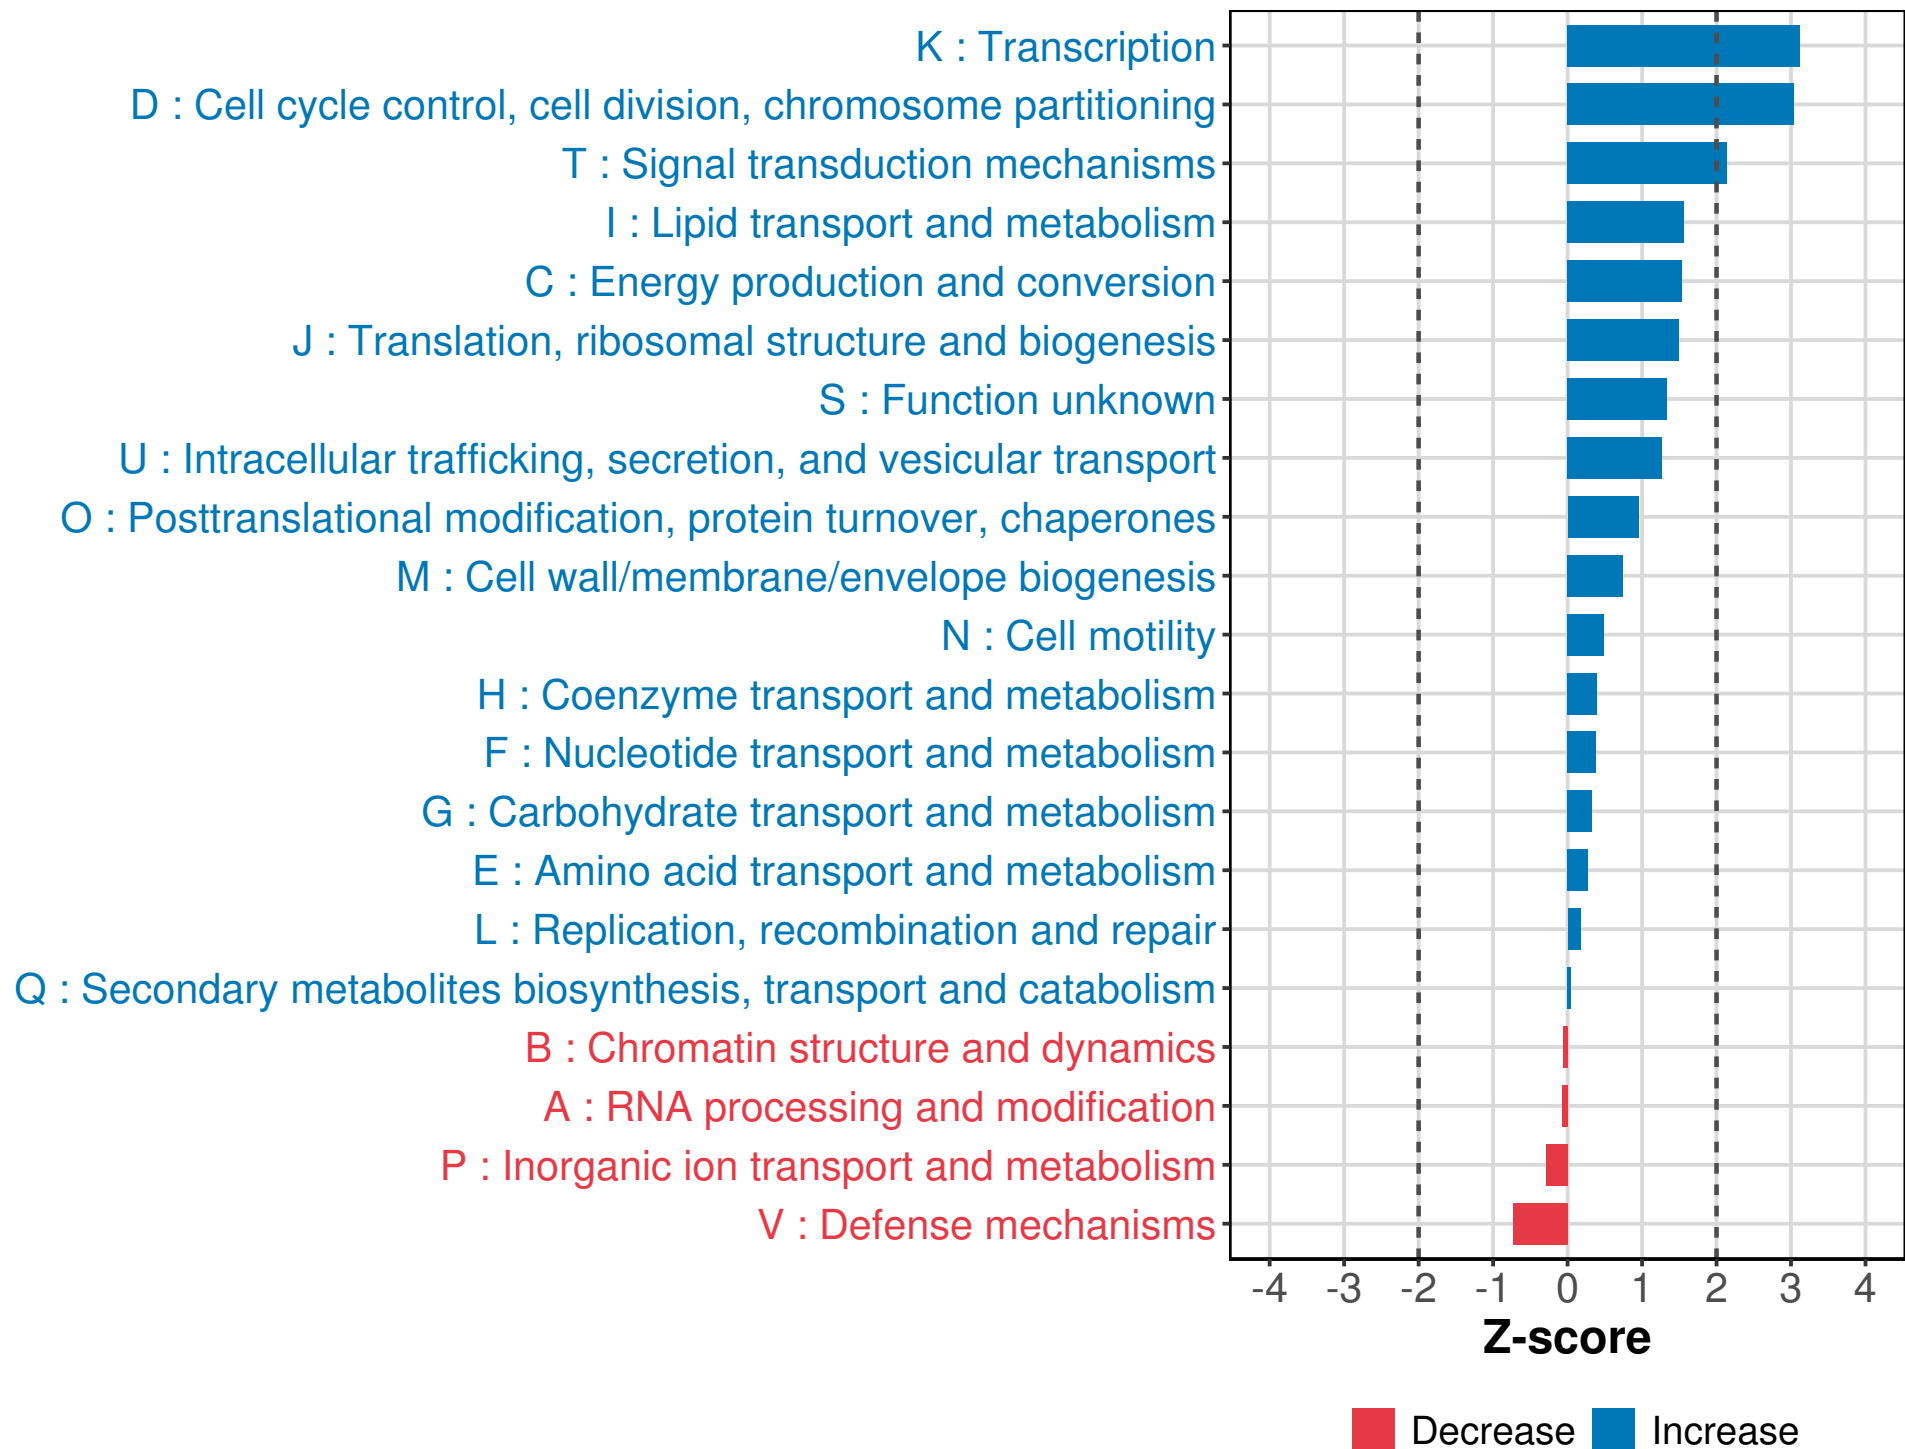 K : Transcription
D : Cell cycle control, cell division, chromosome partitioning
T : Signal transduction mechanisms
I : Lipid transport and metabolism
C : Energy production and conversion
J : Translation, ribosomal structure and biogenesis
S : Function unknown
U : Intracellular trafficking, secretion, and vesicular transport
O : Posttranslational modification, protein turnover, chaperones
M : Cell wall/membrane/envelope biogenesis
N : Cell motility
H : Coenzyme transport and metabolism
F : Nucleotide transport and metabolism
G : Carbohydrate transport and metabolism
E : Amino acid transport and metabolism
L : Replication, recombination and repair
Q : Secondary metabolites biosynthesis, transport and catabolism
B : Chromatin structure and dynamics
A : RNA processing and modification
P : Inorganic ion transport and metabolism
V : Defense mechanisms
-4 -3 -2 -1 0 1 2 3 4
Z-score
Decrease Increase